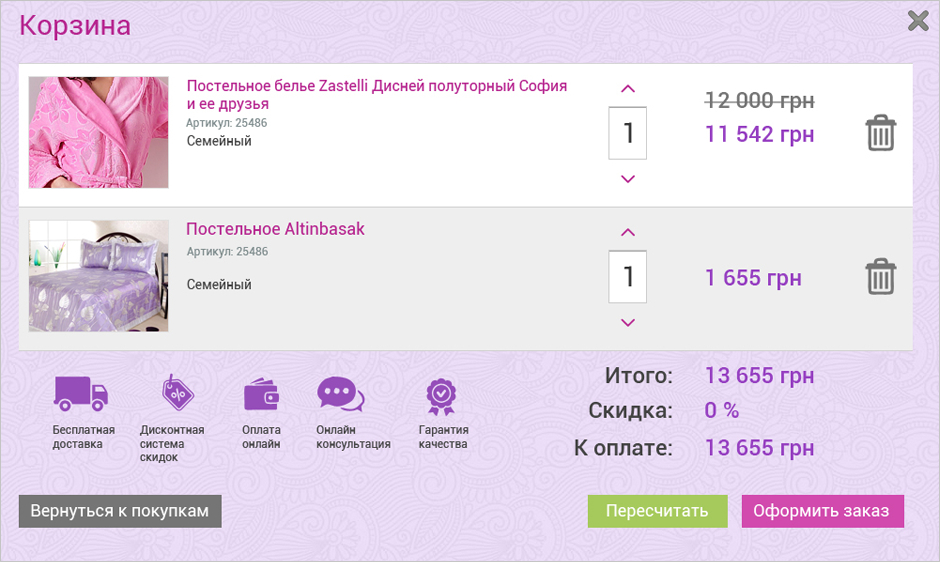 Корзина
Постельное белье Zastelli Дисней полуторный София
и ее друзья
Артикул: 25486
Семейный
1
12 000 грн
11 542 грн
Постельное Altinbasak
Артикул: 25486
Семейный
1
1 655 грн
Итого: 13 655 грн
Скидка: 0 %
К оплате: 13 655 грн
Бесплатная
доставка
Дисконтная
система
скидок
Оплата
онлайн
Онлайн
консультация
Гарантия
качества
Вернуться к покупкам
Пересчитать
Оформить заказ